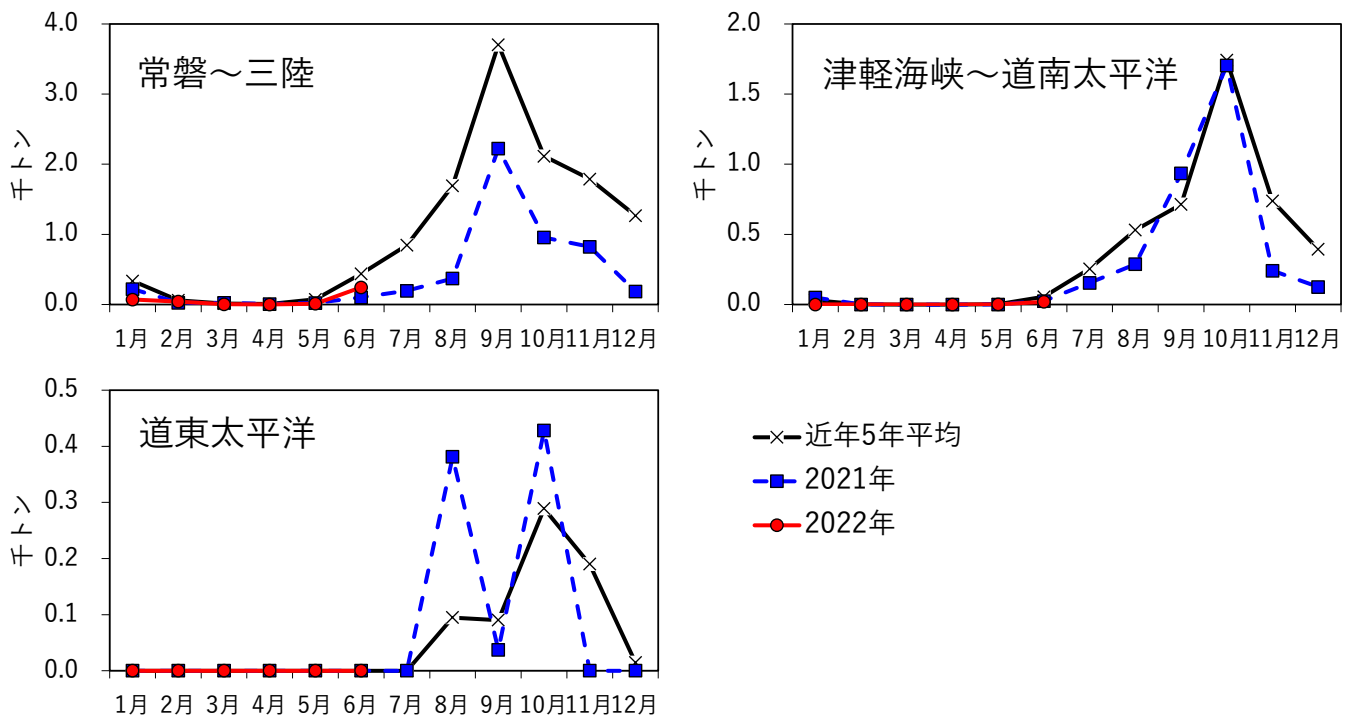 4.0
3.0
2.0
1.0
0.0
千トン
常磐～三陸
1月 2月 3月 4月 5月 6月 7月 8月 9月 10月 11月 12月
2.0
1.5
1.0
0.5
0.0
千トン
津軽海峡～道南太平洋
1月 2月 3月 4月 5月 6月 7月 8月 9月 10月 11月 12月
0.5
0.4
0.3
0.2
0.1
0.0
千トン
道東太平洋
1月 2月 3月 4月 5月 6月 7月 8月 9月 10月 11月 12月
近年5年平均
2021年
2022年